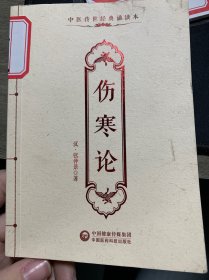 中医传世经典诵读本
伤寒论
汉·张仲景◎著
中国健康传媒集团
中国医药科技出版社